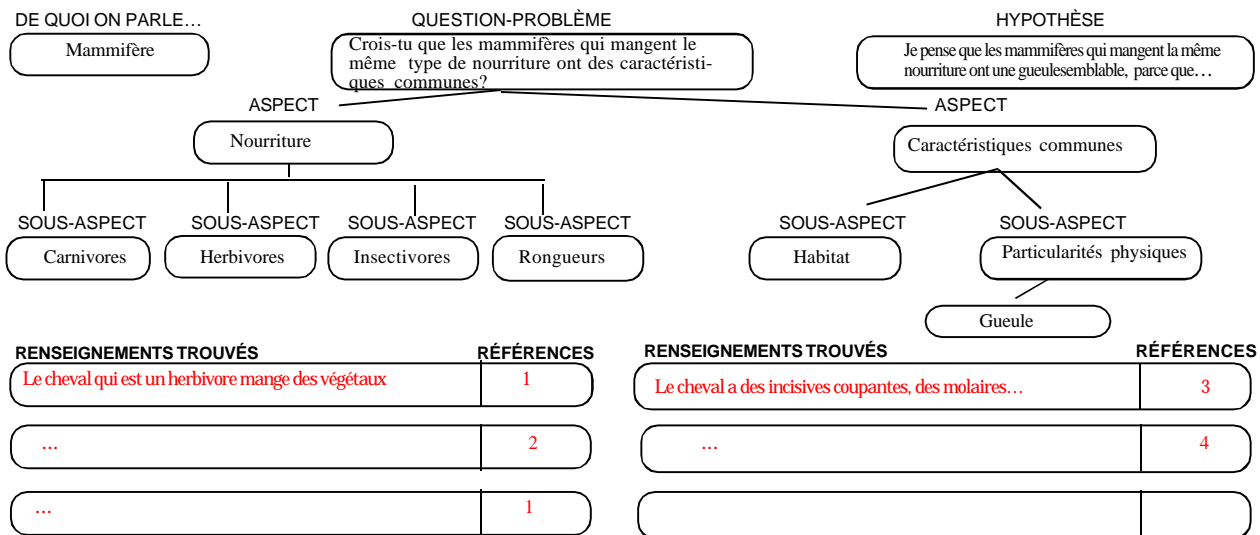 DE QUOI ON PARLE…
QUESTION-PROBLÈME
HYPOTHÈSE
Mammifère
Crois-tu que les mammifères qui mangent le
même type de nourriture ont des caractéristi-
ques communes?
Je pense que les mammifères qui mangent la même
nourriture ont une gueulesemblable, parce que…
ASPECT
ASPECT
Nourriture
Caractéristiques communes
SOUS-ASPECT
SOUS-ASPECT
SOUS-ASPECT
SOUS-ASPECT
SOUS-ASPECT
SOUS-ASPECT
Carnivores
Herbivores
Insectivores
Rongueurs
Habitat
Particularités physiques
Gueule
RENSEIGNEMENTS TROUVÉS
RÉFÉRENCES
Le cheval qui est un herbivore mange des végétaux
1
…
2
…
1
RENSEIGNEMENTS TROUVÉS
RÉFÉRENCES
Le cheval a des incisives coupantes, des molaires…
3
…
4